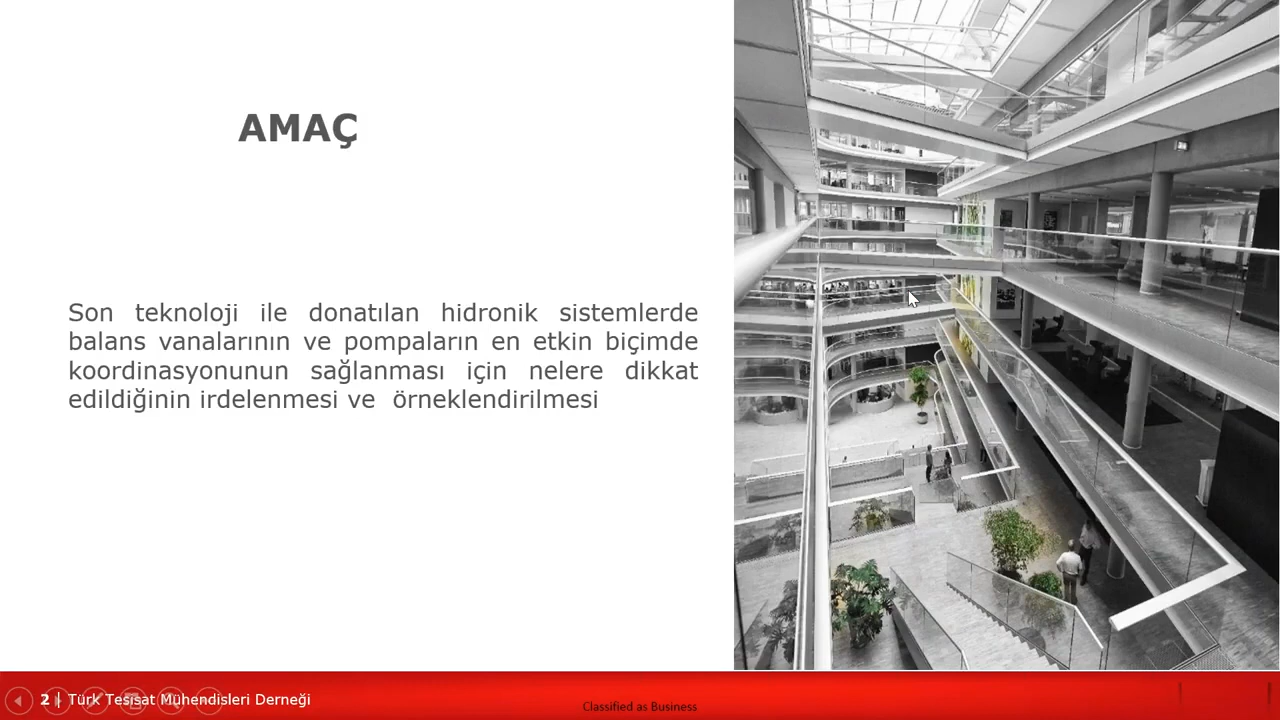 AMAÇ
Son teknoloji ile donatılan hidronik sistemlerde
balans vanalarının ve pompaların en etkin biçimde
koordinasyonunun sağlanması için nelere dikkat
edildiğinin irdelenmesi ve örneklendirilmesi
2 | Türk Tesisat Mühendisleri Derneği
Classified as Business